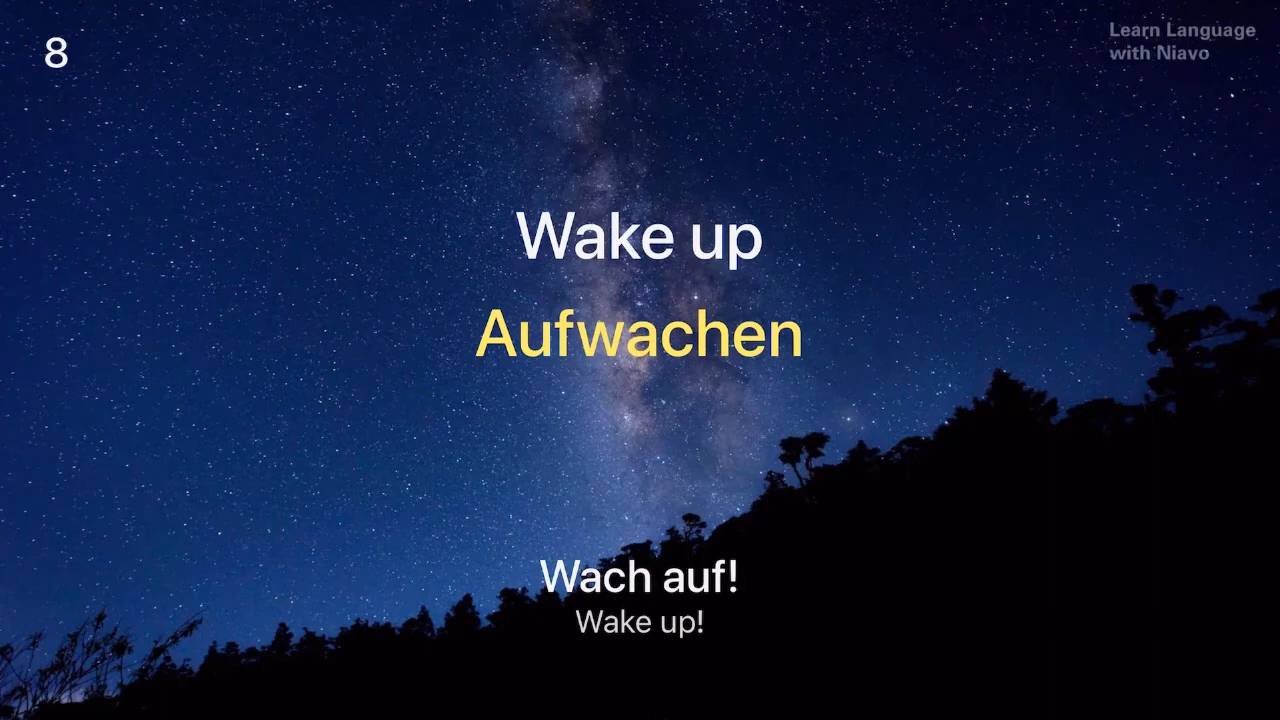 8
Learn Language
with Niavo
Wake up
Aufwachen
Wach auf!
Wake up!